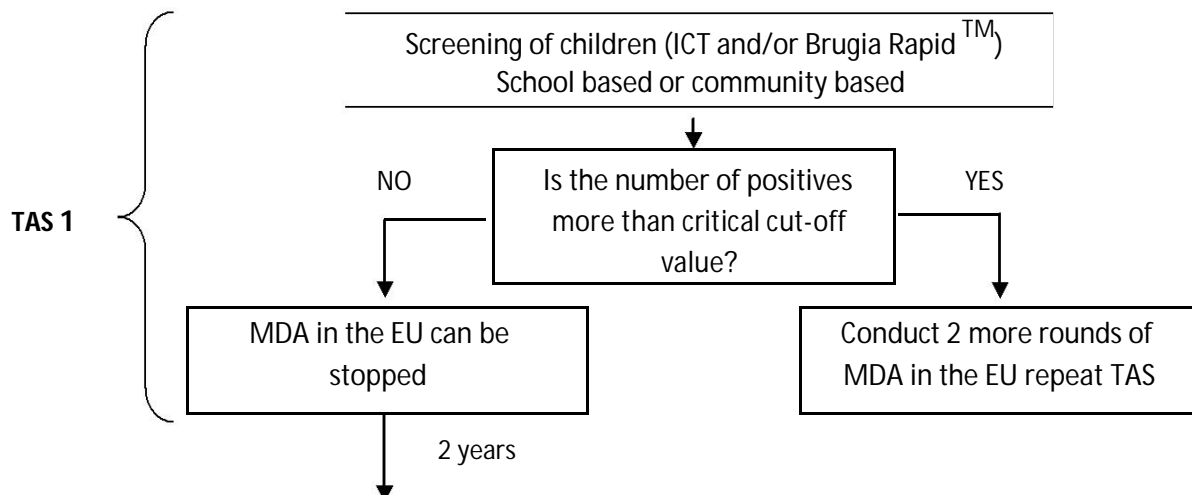 Screening of children (ICT and/or Brugia Rapid TM)
School based or community based
NO
Is the number of positives
more than critical cut-off
value?
YES
TAS 1
MDA in the EU can be
stopped
Conduct 2 more rounds of
MDA in the EU repeat TAS
2 years